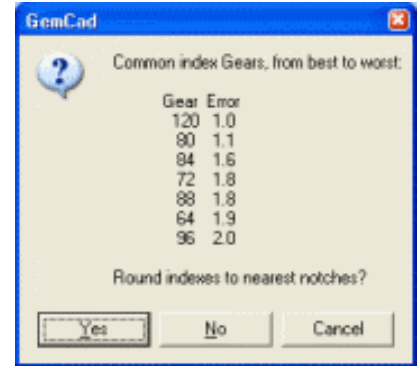 GemCad
Common index Gears, from best to worst:
Gear Error
120 1.0
80 1.1
84 1.6
72 1.8
88 1.8
64 1.9
96 2.0
Round indexes to nearest notches?
Yes No Cancel